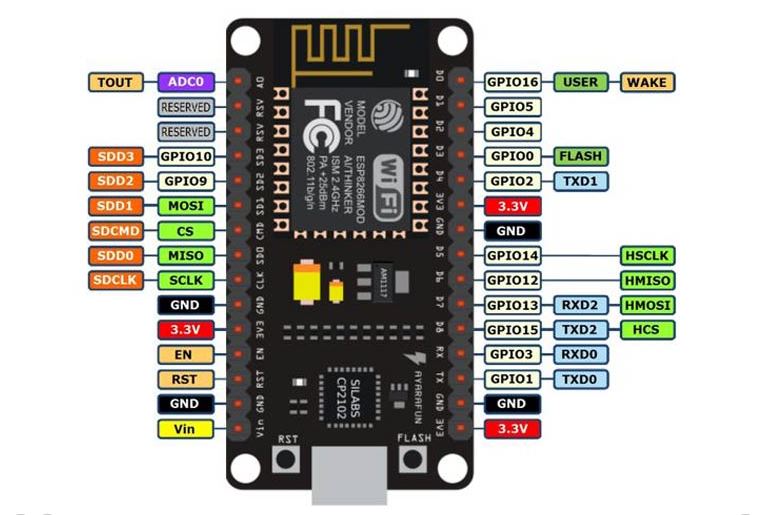 TOUT ADC0 A0 D0 GPIO16 USER WAKE
RESERVED RSV D1 GPIO5
RESERVED RSV D2 GPIO4
SDD3 GPIO10 SD3 D3 GPIO0 FLASH
SDD2 GPIO9 SD2 D4 GPIO2 TXD1
SDD1 MOSI SD1 3V3 3.3V
SDCMD CS CMD GND GND
SDD0 MISO SD0 D5 GPIO14 HSCLK
SDCLK SCLK CLK D6 GPIO12 HMISO
GND GND D7 GPIO13 RXD2 HMOSI
3.3V 3V3 D8 GPIO15 TXD2 HCS
EN EN RX GPIO3 RXD0
RST RST TX GPIO1 TXD0
GND GND GND GND
Vin Vin 3V3 3.3V
MODEL ESP8266MOD
VENDOR AI/THINKER
ISM 2.4GHz
PA +25dBm
802.11b/g/n
FC
Wi Fi
AM1117
SILABS
CP2102
AYARAFUN
RST
FLASH